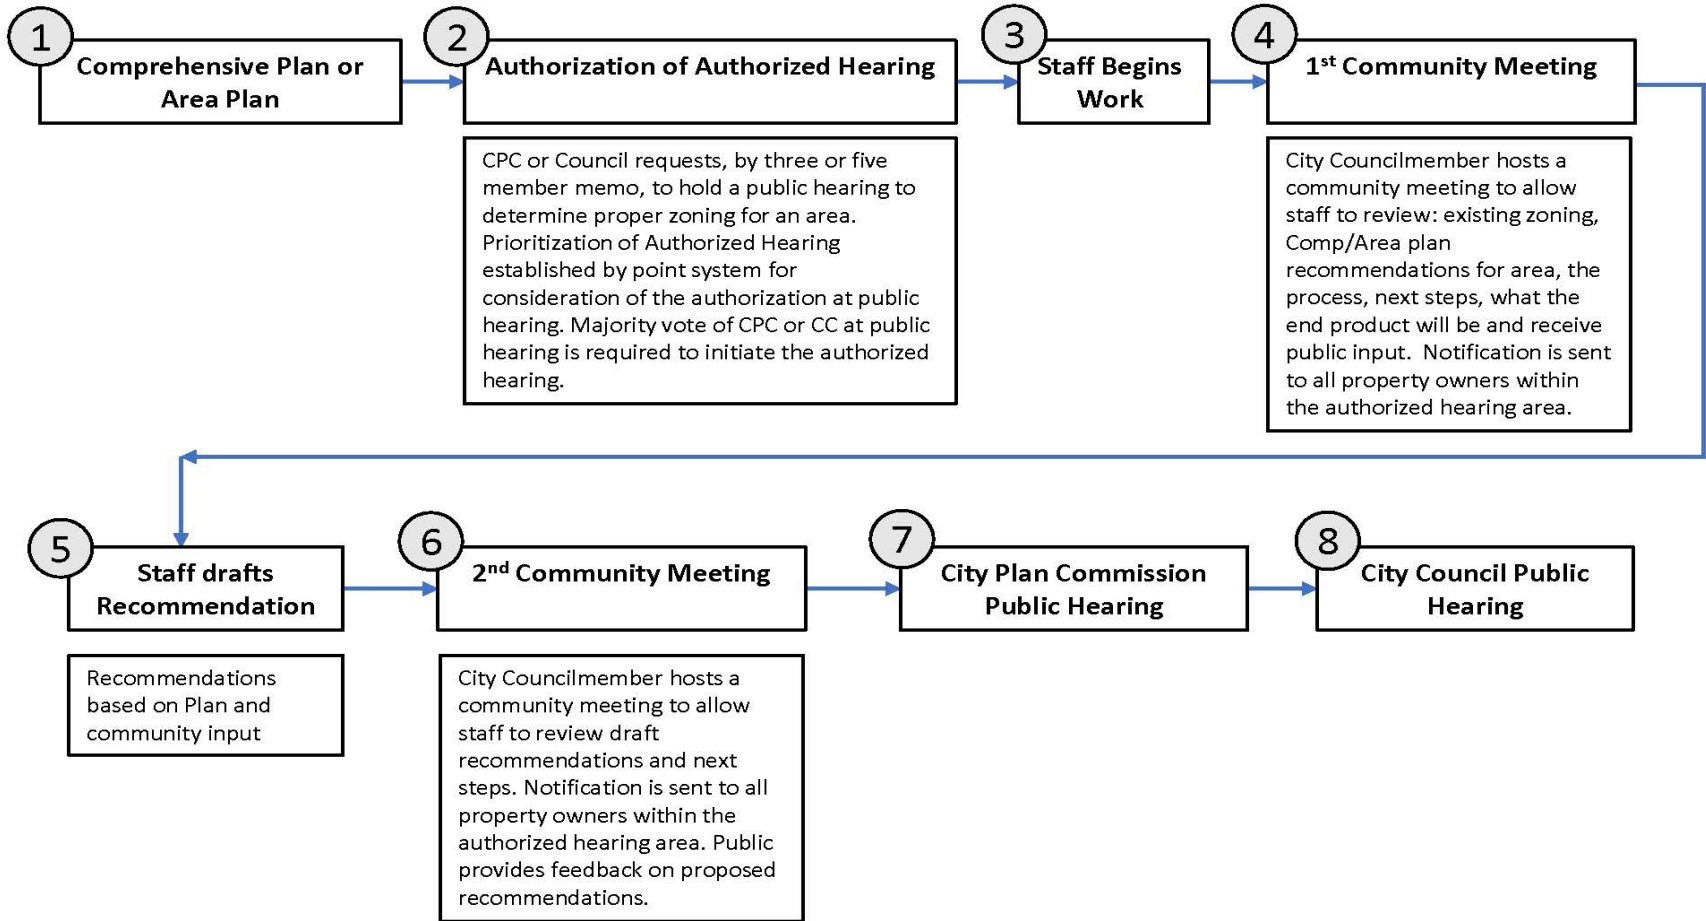 1
Comprehensive Plan or
Area Plan
2
Authorization of Authorized Hearing
CPC or Council requests, by three or five
member memo, to hold a public hearing to
determine proper zoning for an area.
Prioritization of Authorized Hearing
established by point system for
consideration of the authorization at public
hearing. Majority vote of CPC or CC at public
hearing is required to initiate the authorized
hearing.
3
Staff Begins
Work
4
1st Community Meeting
City Councilmember hosts a
community meeting to allow
staff to review: existing zoning,
Comp/Area plan
recommendations for area, the
process, next steps, what the
end product will be and receive
public input.  Notification is sent
to all property owners within
the authorized hearing area.
5
Staff drafts
Recommendation
Recommendations
based on Plan and
community input
6
2nd Community Meeting
City Councilmember hosts a
community meeting to allow
staff to review draft
recommendations and next
steps. Notification is sent to all
property owners within the
authorized hearing area. Public
provides feedback on proposed
recommendations.
7
City Plan Commission
Public Hearing
8
City Council Public
Hearing